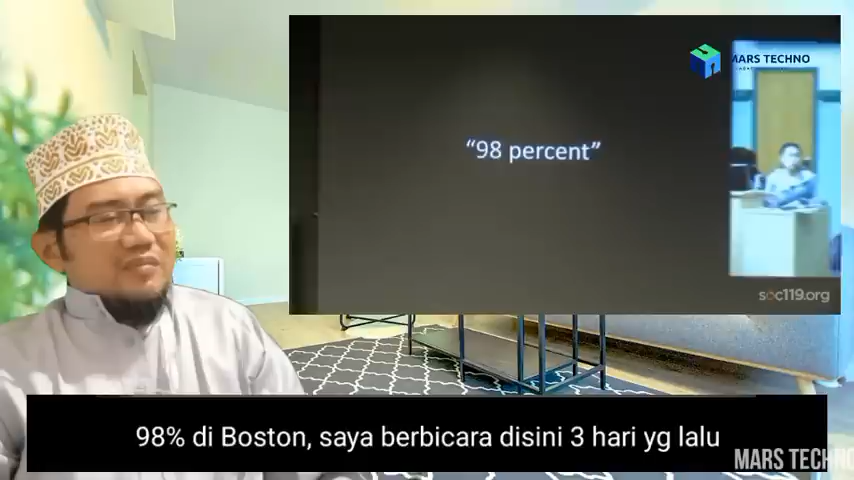 MARS TECHNO
“98 percent”
soc119.org
98% di Boston, saya berbicara disini 3 hari yg lalu
MARS TECHNO